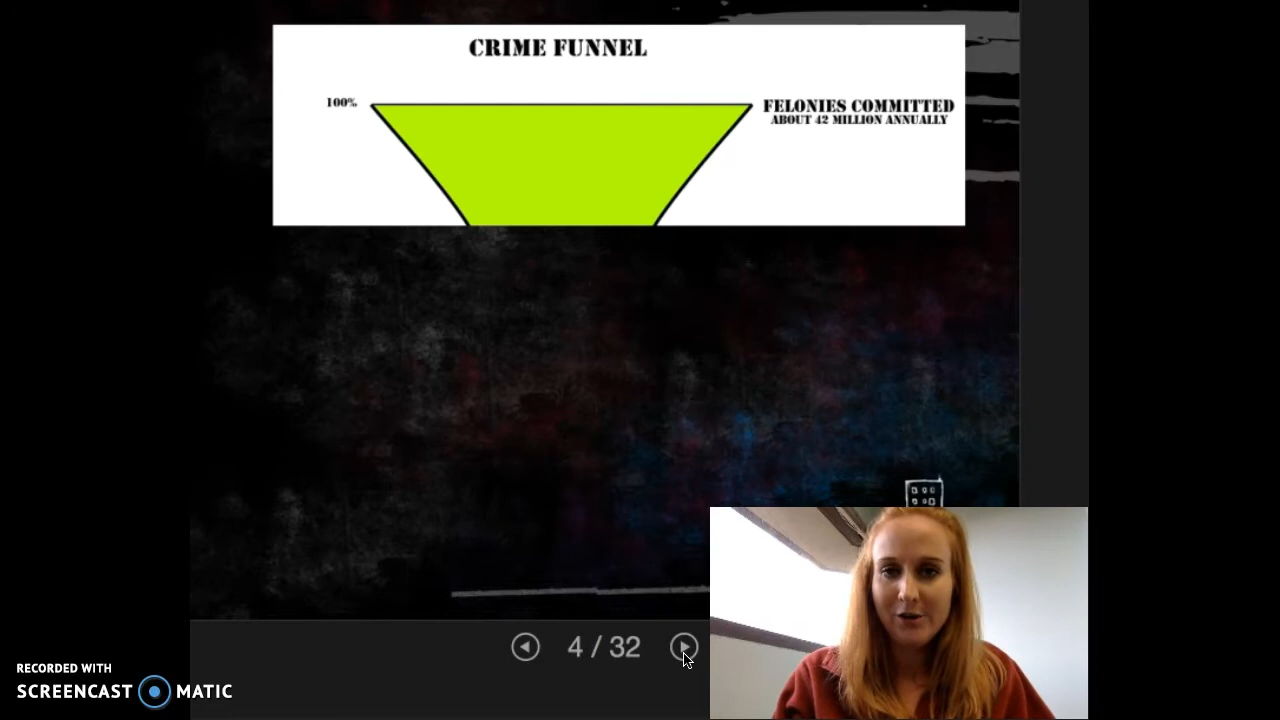 CRIME FUNNEL
100%
FELONIES COMMITTED
ABOUT 42 MILLION ANNUALLY
4 / 32
RECORDED WITH
SCREENCAST MATIC